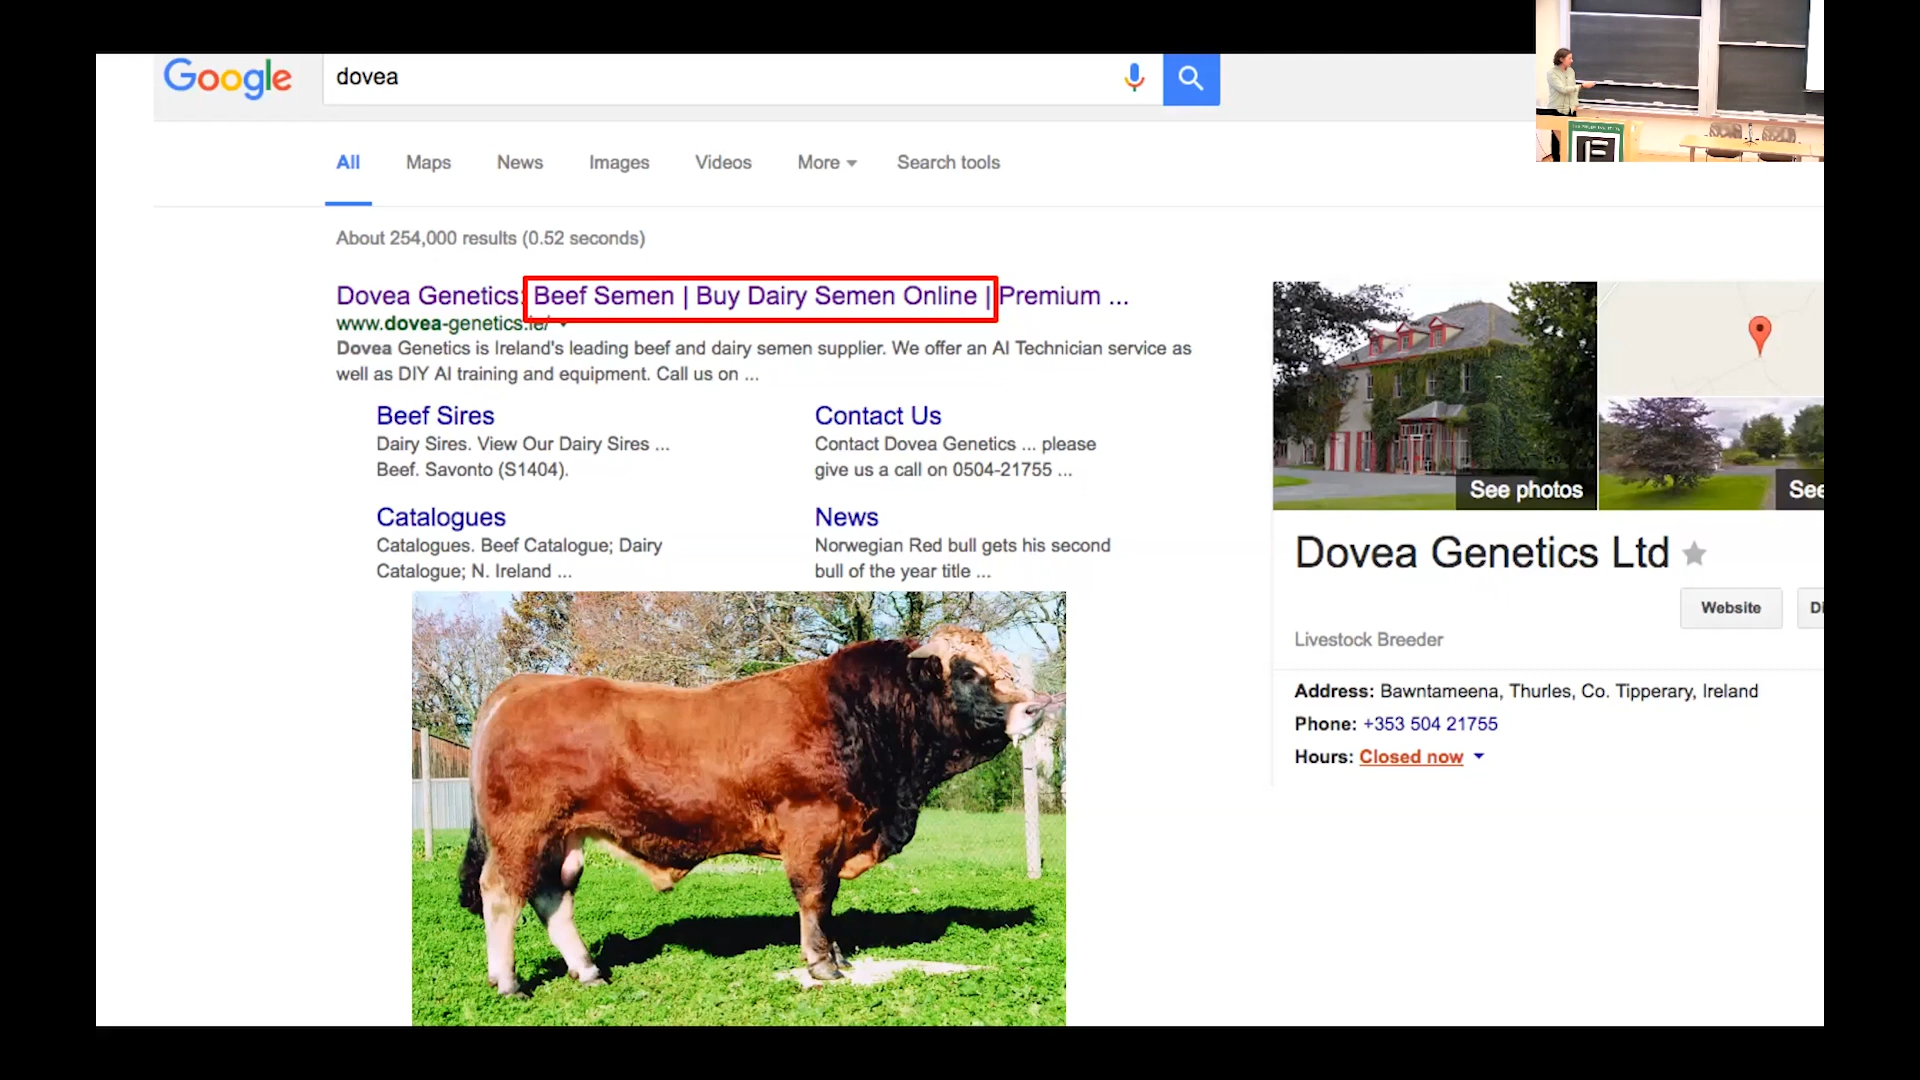 Google
dovea
All Maps News Images Videos More Search tools
About 254,000 results (0.52 seconds)
Dovea Genetics: Beef Semen | Buy Dairy Semen Online | Premium ...
www.dovea-genetics.ie/
Dovea Genetics is Ireland's leading beef and dairy semen supplier. We offer an AI Technician service as
well as DIY AI training and equipment. Call us on ...
Beef Sires
Dairy Sires. View Our Dairy Sires ...
Beef. Savonto (S1404).
Contact Us
Contact Dovea Genetics ... please
give us a call on 0504-21755 ...
Catalogues
Catalogues. Beef Catalogue; Dairy
Catalogue; N. Ireland ...
News
Norwegian Red bull gets his second
bull of the year title ...
See photos
See
Dovea Genetics Ltd
Website
Di
Livestock Breeder
Address: Bawntameena, Thurles, Co. Tipperary, Ireland
Phone: +353 504 21755
Hours: Closed now